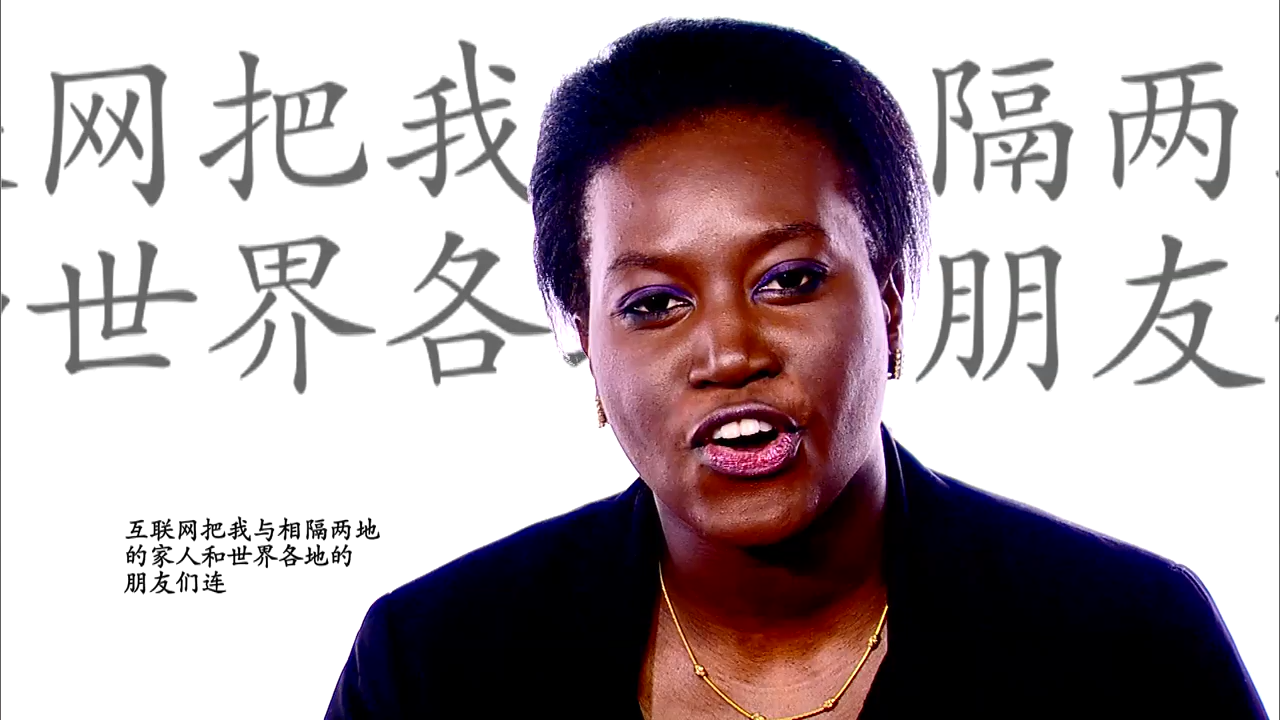 网把我隔两
世界各朋友
互联网把我与相隔两地
的家人和世界各地的
朋友们连